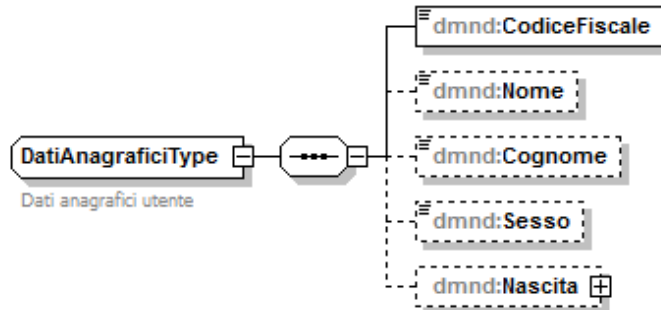 dmnd:CodiceFiscale
dmnd:Nome
DatiAnagraficiType
dmnd:Cognome
Dati anagrafici utente
dmnd:Sesso
dmnd:Nascita